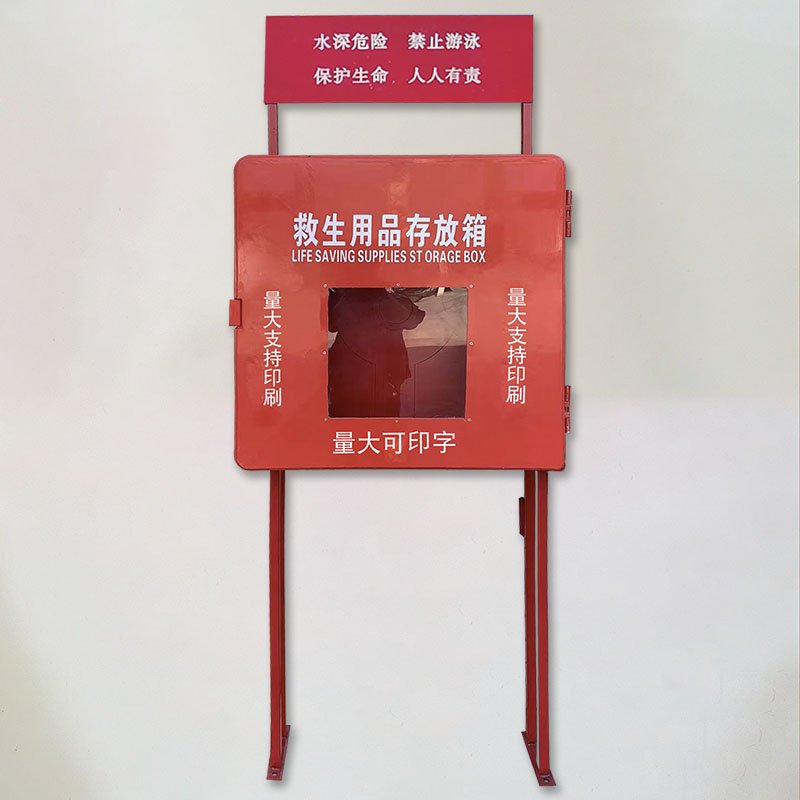 水深危险 禁止游泳
保护生命 人人有责
救生用品存放箱
LIFE SAVING SUPPLIES ST ORAGE BOX
量大支持印刷
量大支持印刷
量大可印字